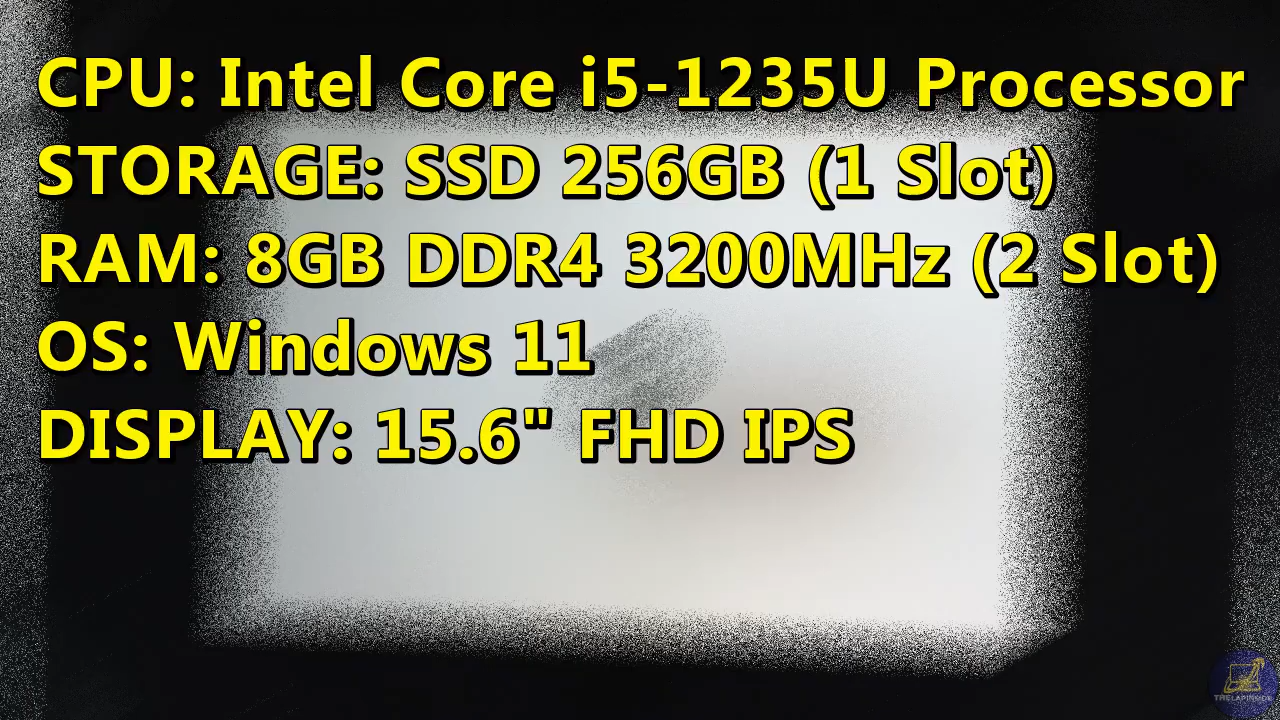 CPU: Intel Core i5-1235U Processor
STORAGE: SSD 256GB (1 Slot)
RAM: 8GB DDR4 3200MHz (2 Slot)
OS: Windows 11
DISPLAY: 15.6" FHD IPS